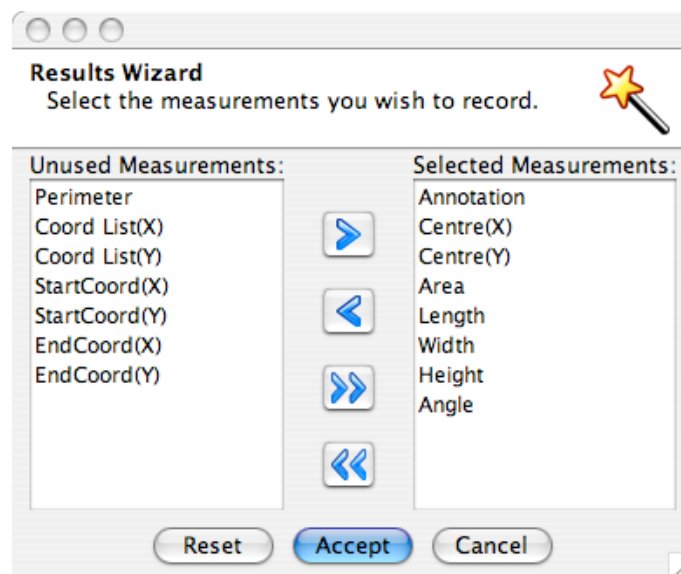 Results Wizard
Select the measurements you wish to record.
Unused Measurements:
Perimeter
Coord List(X)
Coord List(Y)
StartCoord(X)
StartCoord(Y)
EndCoord(X)
EndCoord(Y)
Selected Measurements:
Annotation
Centre(X)
Centre(Y)
Area
Length
Width
Height
Angle
Reset
Accept
Cancel